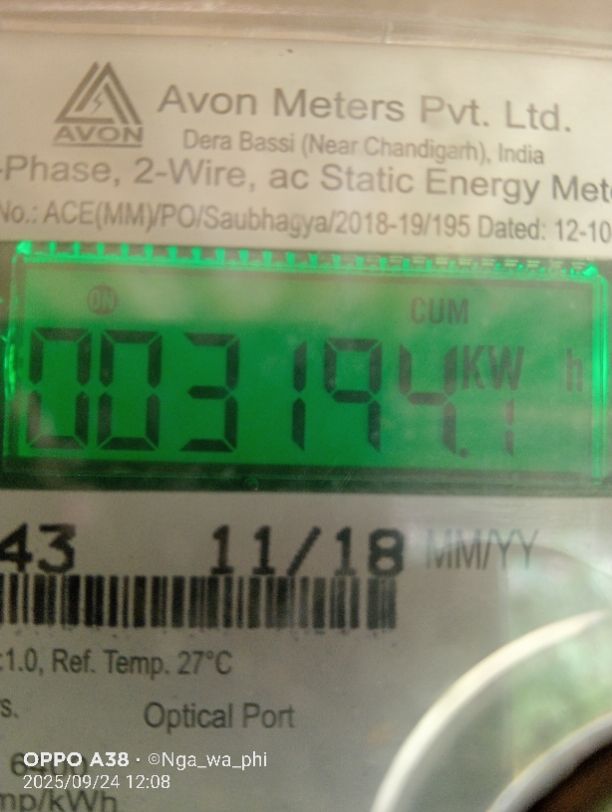 Avon Meters Pvt. Ltd.
AVON
Dera Bassi (Near Chandigarh), India
-Phase, 2-Wire, ac Static Energy Mete
No.: ACE(MM)/PO/Saubhagya/2018-19/195 Dated: 12-10
ON CUM
003194.1 KW h
43 11/18 MM/YY
:1.0, Ref. Temp. 27°C
s.
Optical Port
OPPO A38 · ©Nga_wa_phi
2025/09/24 12:08
mp/kWh